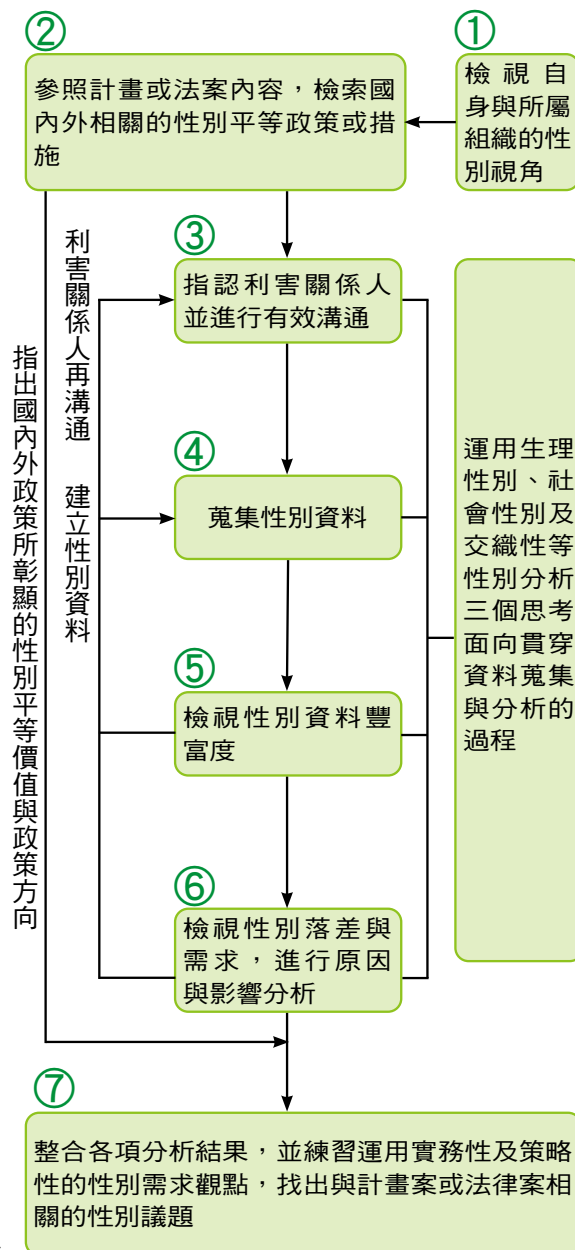 ①
檢視自
身與所屬
組織的性
別視角
②
參照計畫或法案內容，檢索國
內外相關的性別平等政策或措
施
③
指認利害關係人
並進行有效溝通
④
蒐集性別資料
⑤
檢視性別資料豐
富度
⑥
檢視性別落差與
需求，進行原因
與影響分析
利害關係人再溝通
建立性別資料
指出國內外政策所彰顯的性別平等價值與政策方向
運用生理
性別、社
會性別及
交織性等
性別分析
三個思考
面向貫穿
資料蒐集
與分析的
過程
⑦
整合各項分析結果，並練習運用實務性及策略
性的性別需求觀點，找出與計畫案或法律案相
關的性別議題